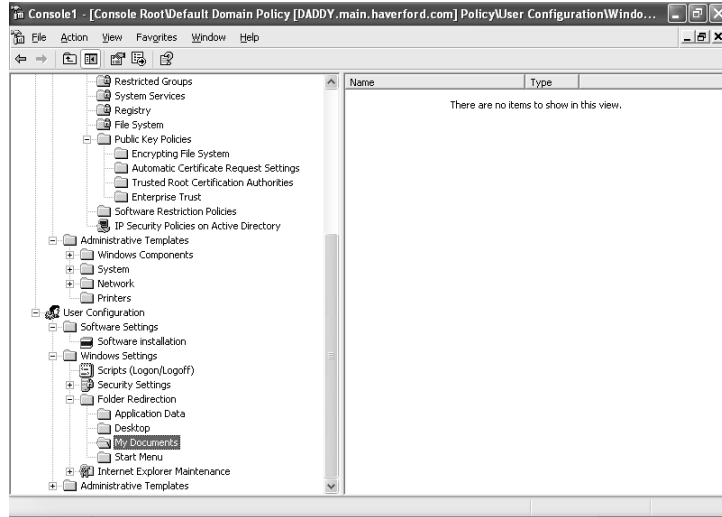 Console1 - [Console Root\Default Domain Policy [DADDY.main.haverford.com] Policy\User Configuration\Windo...
File Action View Favorites Window Help
Restricted Groups
System Services
Registry
File System
Public Key Policies
Encrypting File System
Automatic Certificate Request Settings
Trusted Root Certification Authorities
Enterprise Trust
Software Restriction Policies
IP Security Policies on Active Directory
Administrative Templates
Windows Components
System
Network
Printers
User Configuration
Software Settings
Software installation
Windows Settings
Scripts (Logon/Logoff)
Security Settings
Folder Redirection
Application Data
Desktop
My Documents
Start Menu
Internet Explorer Maintenance
Administrative Templates
Name Type
There are no items to show in this view.